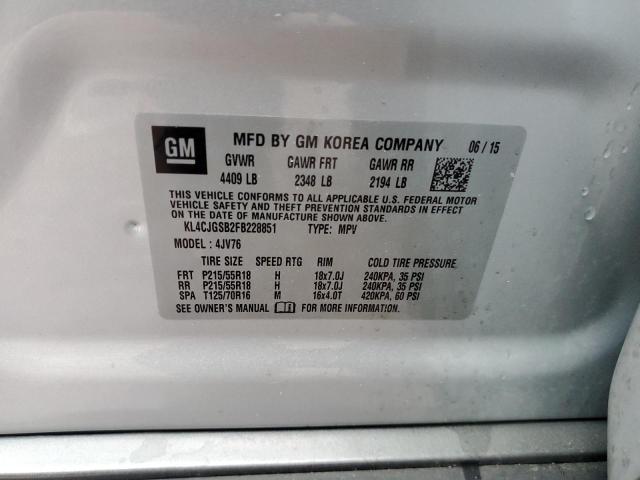 GM
MFD BY GM KOREA COMPANY 06 / 15
GVWR GAWR FRT GAWR RR
4409 LB 2348 LB 2194 LB
THIS VEHICLE CONFORMS TO ALL APPLICABLE U.S. FEDERAL
MOTOR VEHICLE SAFETY AND THEFT PREVENTION STANDARDS IN EFFECT
ON THE DATE OF MANUFACTURE SHOWN ABOVE.
KL4CJGSB2FB228851 TYPE: MPV
MODEL : 4JV76
TIRE SIZE SPEED RTG RIM COLD TIRE PRESSURE
FRT P215/55R18 H 18x7.0J 240KPA, 35 PSI
RR P215/55R18 H 18x7.0J 240KPA, 35 PSI
SPA T125/70R16 M 16x4.0T 420KPA, 60 PSI
SEE OWNER'S MANUAL FOR MORE INFORMATION.